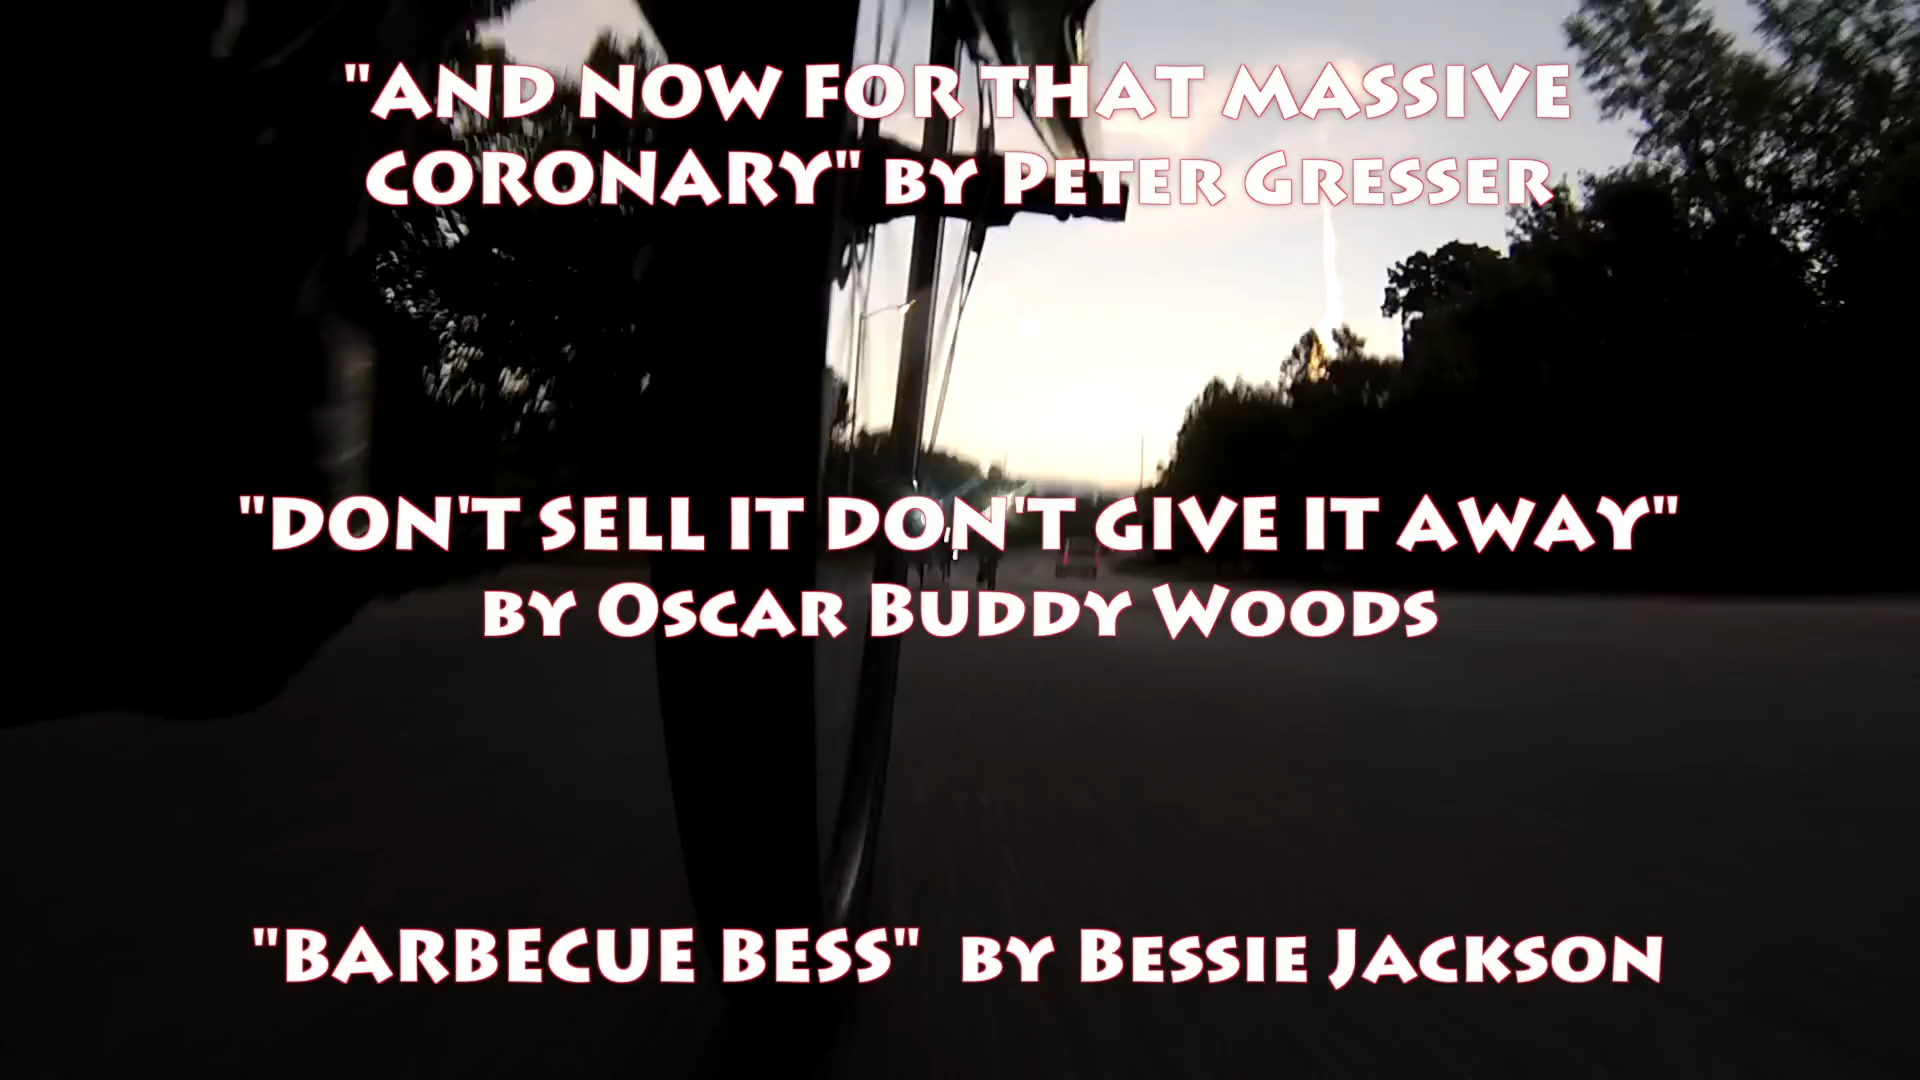 "AND NOW FOR THAT MASSIVE
CORONARY" BY PETER GRESSER
"DON'T SELL IT DON'T GIVE IT AWAY"
BY OSCAR BUDDY WOODS
"BARBECUE BESS" BY BESSIE JACKSON